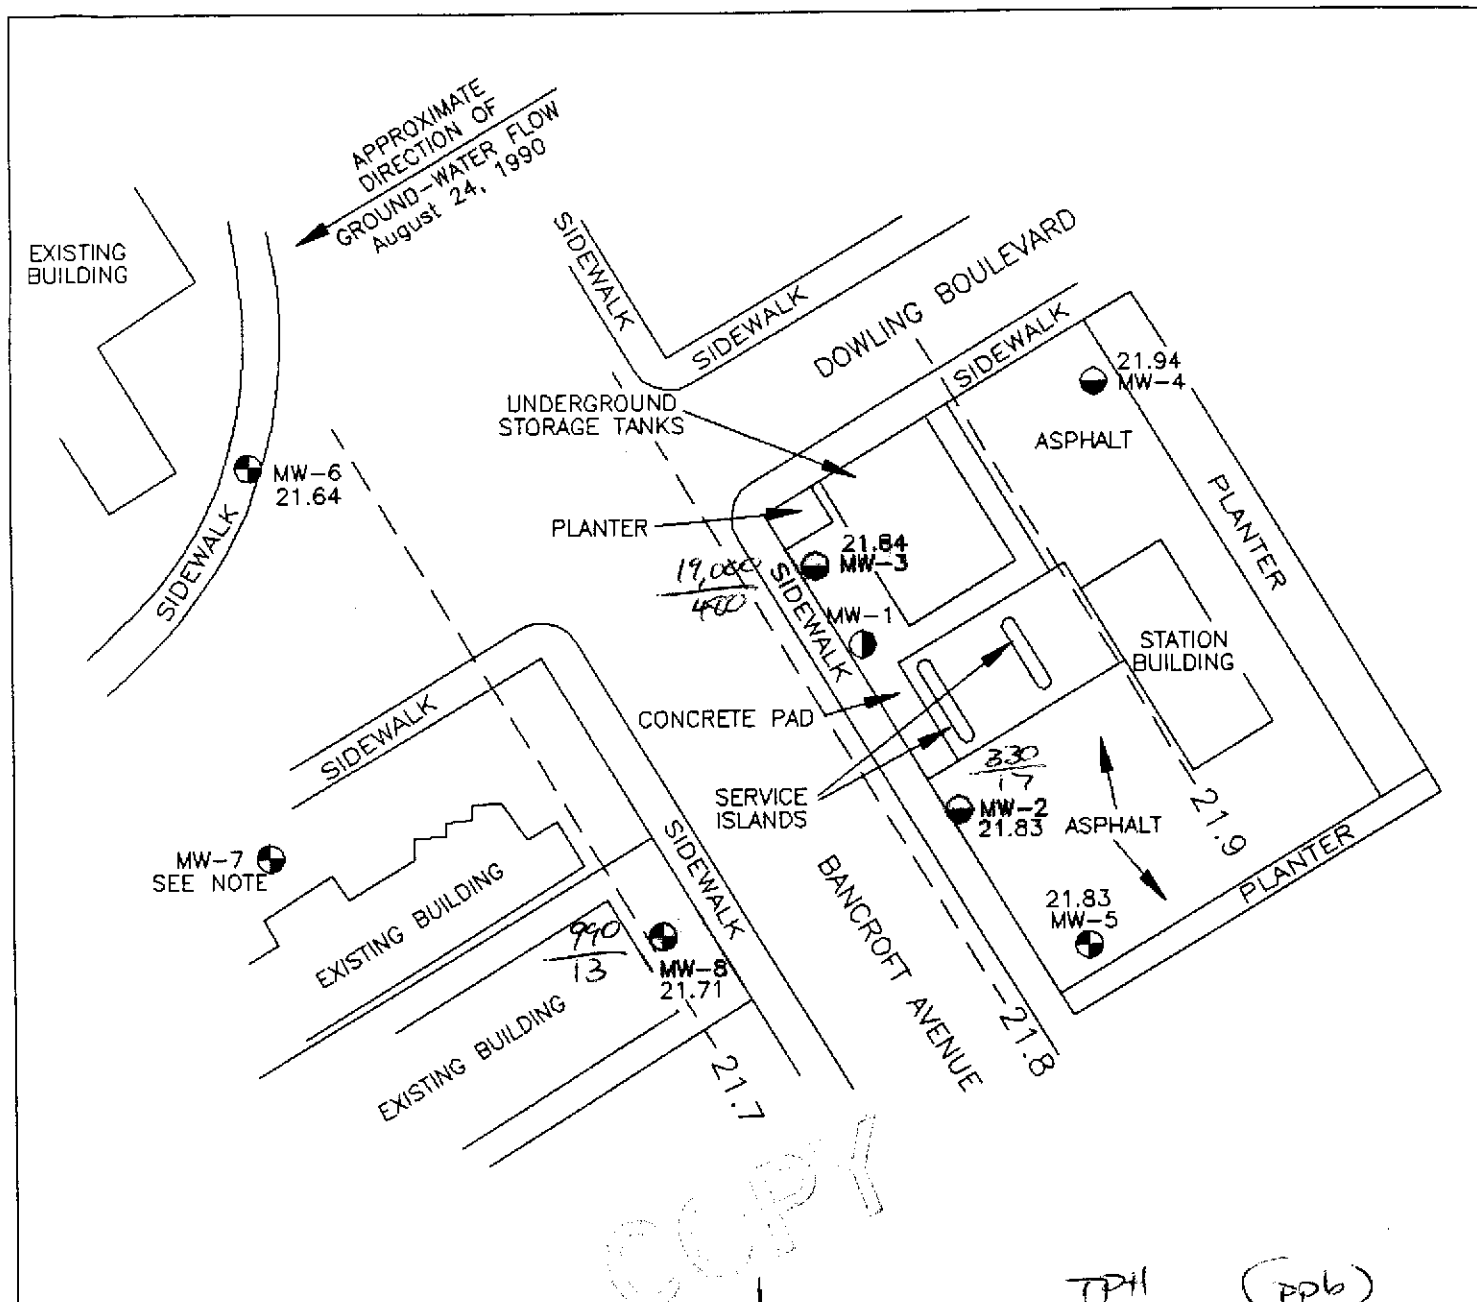 APPROXIMATE
DIRECTION OF
GROUND-WATER FLOW
August 24, 1990
EXISTING
BUILDING
SIDEWALK
SIDEWALK
SIDEWALK
DOWLING BOULEVARD
SIDEWALK
21.94
MW-4
UNDERGROUND
STORAGE TANKS
ASPHALT
MW-6
21.64
SIDEWALK
PLANTER
PLANTER
21.84
MW-3
19,000
400
SIDEWALK
MW-1
STATION
BUILDING
SIDEWALK
CONCRETE PAD
330
17
SERVICE
ISLANDS
MW-2
21.83
ASPHALT
21.9
SIDEWALK
MW-7
SEE NOTE
EXISTING BUILDING
BANCROFT AVENUE
PLANTER
21.83
MW-5
990
13
MW-8
21.71
EXISTING BUILDING
21.8
21.7
COPY
TPH (ppb)